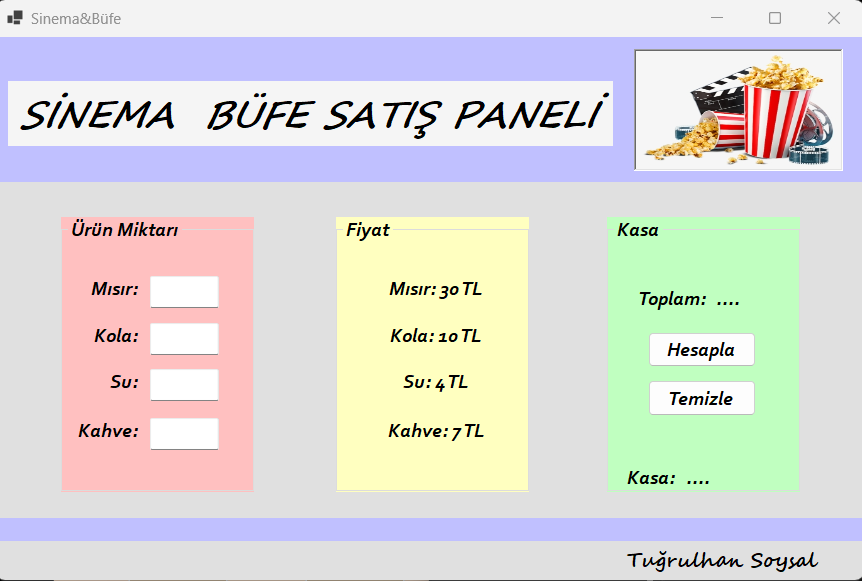 Sinema&Büfe
SİNEMA BÜFE SATIŞ PANELİ
Ürün Miktarı
Mısır:
Kola:
Su:
Kahve:
Fiyat
Mısır: 30 TL
Kola: 10 TL
Su: 4 TL
Kahve: 7 TL
Kasa
Toplam: ....
Hesapla
Temizle
Kasa: ....
Tuğrulhan Soysal